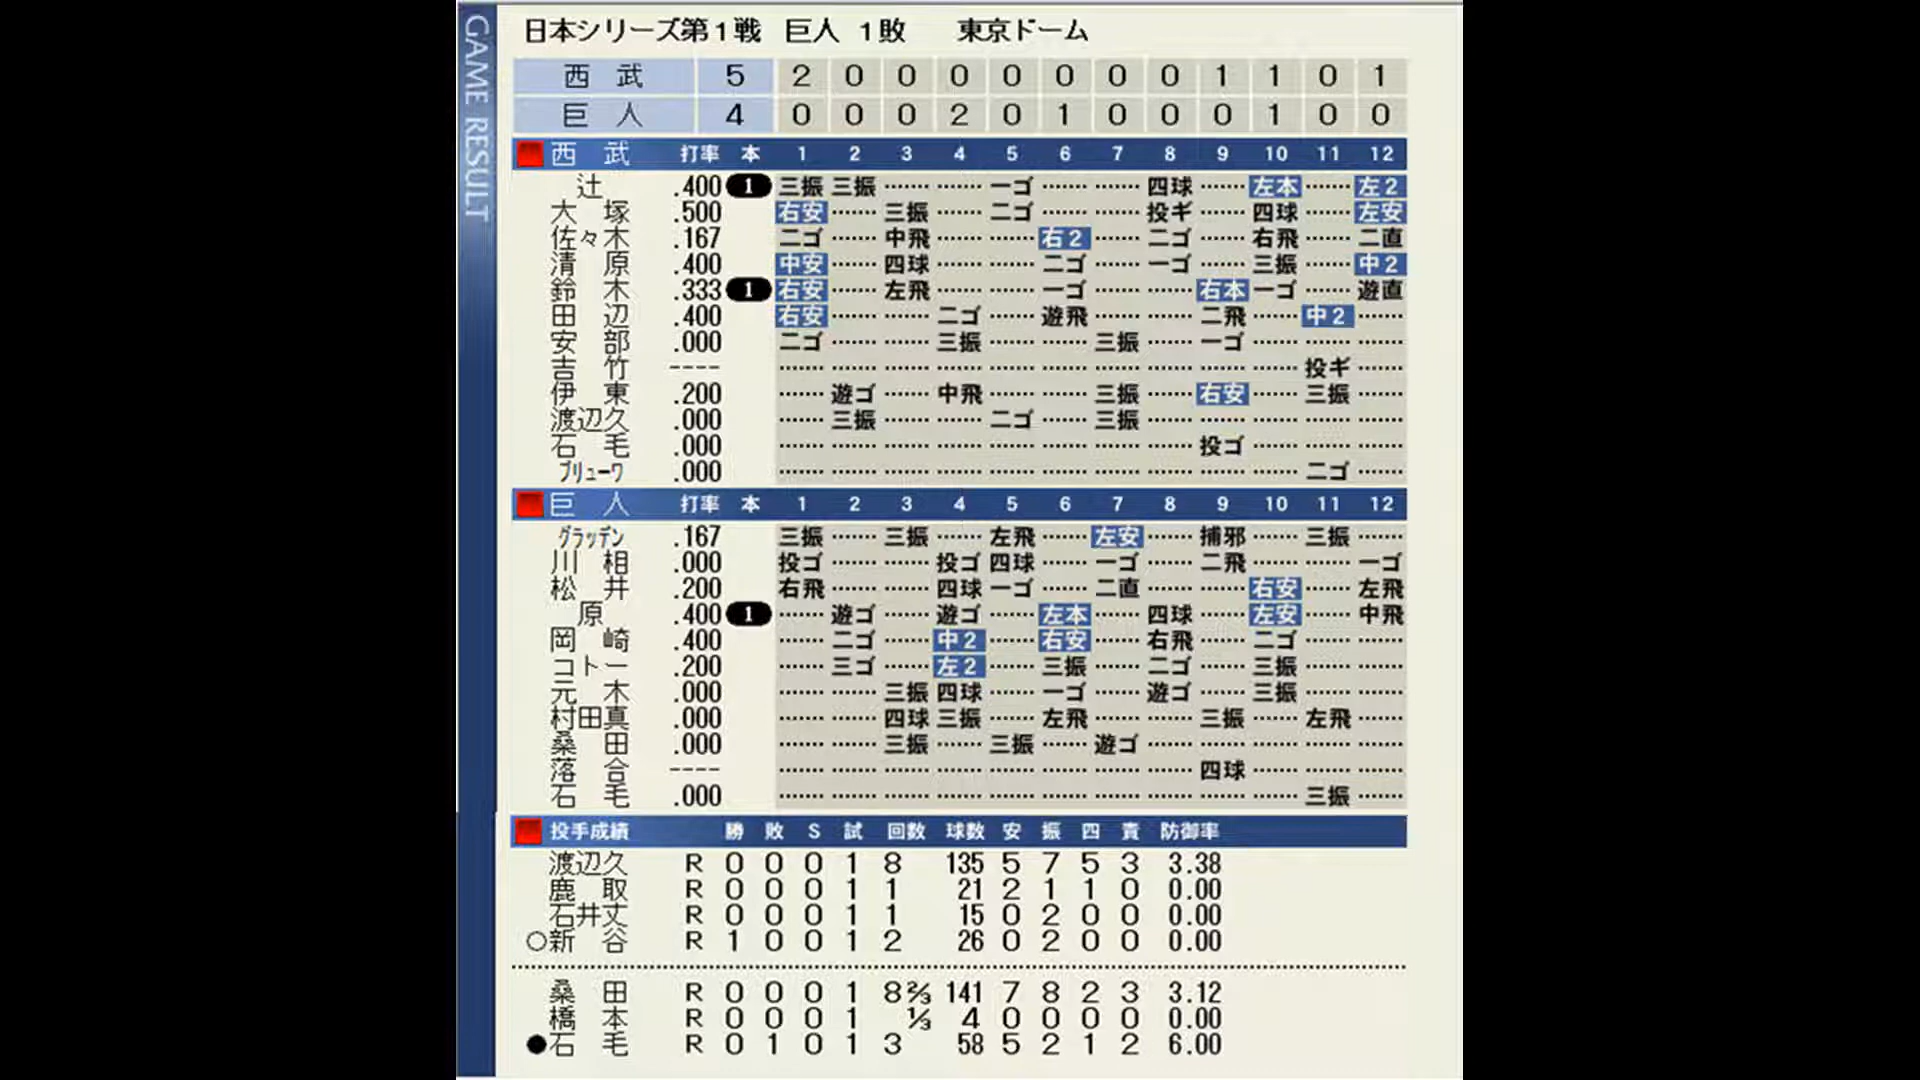 GAME RESULT
日本シリーズ第1戦 巨人 1敗 東京ドーム
西武 5 2 0 0 0 0 0 0 0 1 1 0 1
巨人 4 0 0 0 2 0 1 0 0 0 1 0 0
西武 打率 本 1 2 3 4 5 6 7 8 9 10 11 12
辻 .400 1 三振 三振 …… …… 一ゴ …… …… 四球 …… 左本 …… 左2
大塚 .500 右安 …… 三振 …… 二ゴ …… …… 投ギ …… 四球 …… 左安
佐々木 .167 二ゴ …… 中飛 …… …… 右2 …… 二ゴ …… 右飛 …… 二直
清原 .400 中安 …… 四球 …… …… 二ゴ …… 一ゴ …… 三振 …… 中2
鈴木 .333 1 右安 …… 左飛 …… …… 一ゴ …… …… 右本 一ゴ …… 遊直
田辺 .400 右安 …… …… 二ゴ …… 遊飛 …… …… 二飛 …… 中2 ……
安部 .000 二ゴ …… …… 三振 …… …… 三振 …… 一ゴ …… …… ……
吉竹 ---- …… …… …… …… …… …… …… …… …… …… 投ギ ……
伊東 .200 …… 遊ゴ …… 中飛 …… …… 三振 …… 右安 …… 三振 ……
渡辺久 .000 …… 三振 …… …… 二ゴ …… 三振 …… …… …… …… ……
石毛 .000 …… …… …… …… …… …… …… …… 投ゴ …… …… ……
ブリューワ .000 …… …… …… …… …… …… …… …… …… …… 二ゴ ……
巨人 打率 本 1 2 3 4 5 6 7 8 9 10 11 12
グラッデン .167 三振 …… 三振 …… 左飛 …… 左安 …… 捕邪 …… 三振 ……
川相 .000 投ゴ …… …… 投ゴ 四球 …… 一ゴ …… 二飛 …… …… 一ゴ
松井 .200 右飛 …… …… 四球 一ゴ …… 二直 …… …… 右安 …… 左飛
原 .400 1 …… 遊ゴ …… 遊ゴ …… 左本 …… 四球 …… 左安 …… 中飛
岡崎 .400 …… 二ゴ …… 中2 …… 右安 …… 右飛 …… 二ゴ …… ……
コトー .200 …… 三ゴ …… 左2 …… 三振 …… 二ゴ …… 三振 …… ……
元木 .000 …… …… 三振 四球 …… 一ゴ …… 遊ゴ …… 三振 …… ……
村田真 .000 …… …… 四球 三振 …… 左飛 …… …… 三振 …… 左飛 ……
桑田 .000 …… …… 三振 …… 三振 …… 遊ゴ …… …… …… …… ……
落合 ---- …… …… …… …… …… …… …… …… 四球 …… …… ……
石毛 .000 …… …… …… …… …… …… …… …… …… …… 三振 ……
投手成績 勝 敗 S 試 回数 球数 安 振 四 責 防御率
渡辺久 R 0 0 0 1 8 135 5 7 5 3 3.38
鹿取 R 0 0 0 1 1 21 2 1 1 0 0.00
石井丈 R 0 0 0 1 1 15 0 2 0 0 0.00
○新谷 R 1 0 0 1 2 26 0 2 0 0 0.00
桑田 R 0 0 0 1 8⅔ 141 7 8 2 3 3.12
橋本 R 0 0 0 1 ⅓ 4 0 0 0 0 0.00
●石毛 R 0 1 0 1 3 58 5 2 1 2 6.00